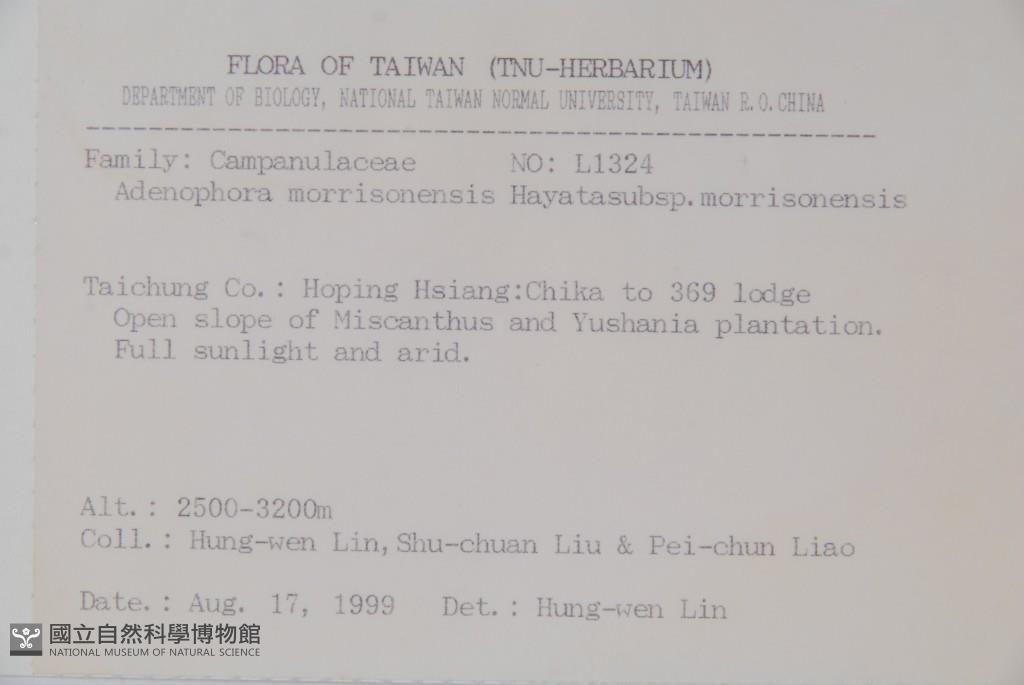 FLORA OF TAIWAN (TNU-HERBARIUM)
DEPARTMENT OF BIOLOGY, NATIONAL TAIWAN NORMAL UNIVERSITY, TAIWAN R.O.CHINA
Family: Campanulaceae NO: L1324
Adenophora morrisonensis Hayatasubsp.morrisonensis
Taichung Co.: Hoping Hsiang:Chika to 369 lodge
Open slope of Miscanthus and Yushania plantation.
Full sunlight and arid.
Alt.: 2500-3200m
Coll.: Hung-wen Lin,Shu-chuan Liu & Pei-chun Liao
Date.: Aug. 17, 1999 Det.: Hung-wen Lin
國立自然科學博物館
NATIONAL MUSEUM OF NATURAL SCIENCE